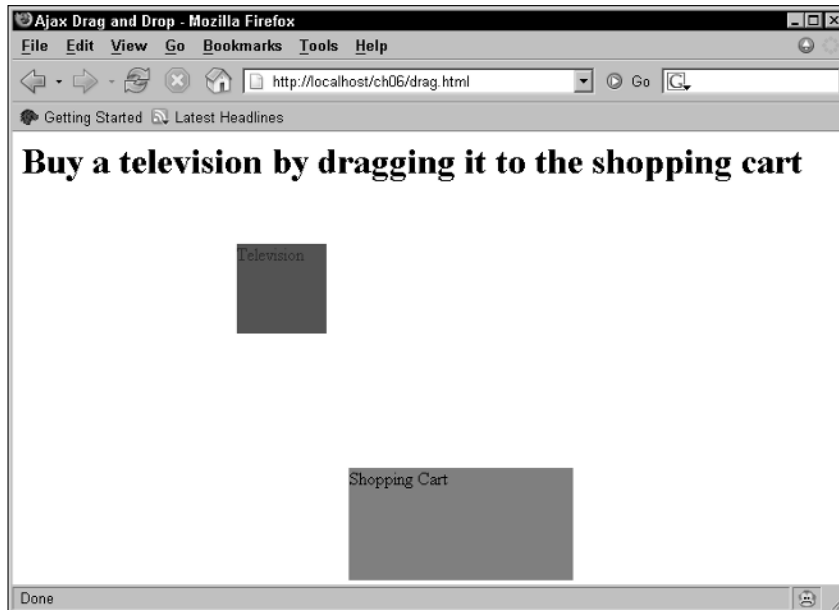 Ajax Drag and Drop - Mozilla Firefox
File Edit View Go Bookmarks Tools Help
http://localhost/ch06/drag.html Go G
Getting Started Latest Headlines
Buy a television by dragging it to the shopping cart
Television
Shopping Cart
Done